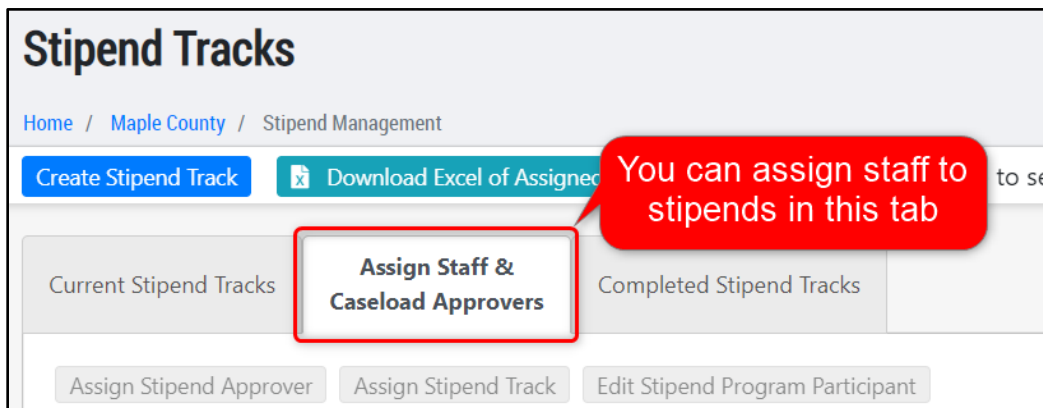 Stipend Tracks
Home / Maple County / Stipend Management
Create Stipend Track
Download Excel of Assigned
You can assign staff to
stipends in this tab
to se
Current Stipend Tracks
Assign Staff &
Caseload Approvers
Completed Stipend Tracks
Assign Stipend Approver
Assign Stipend Track
Edit Stipend Program Participant